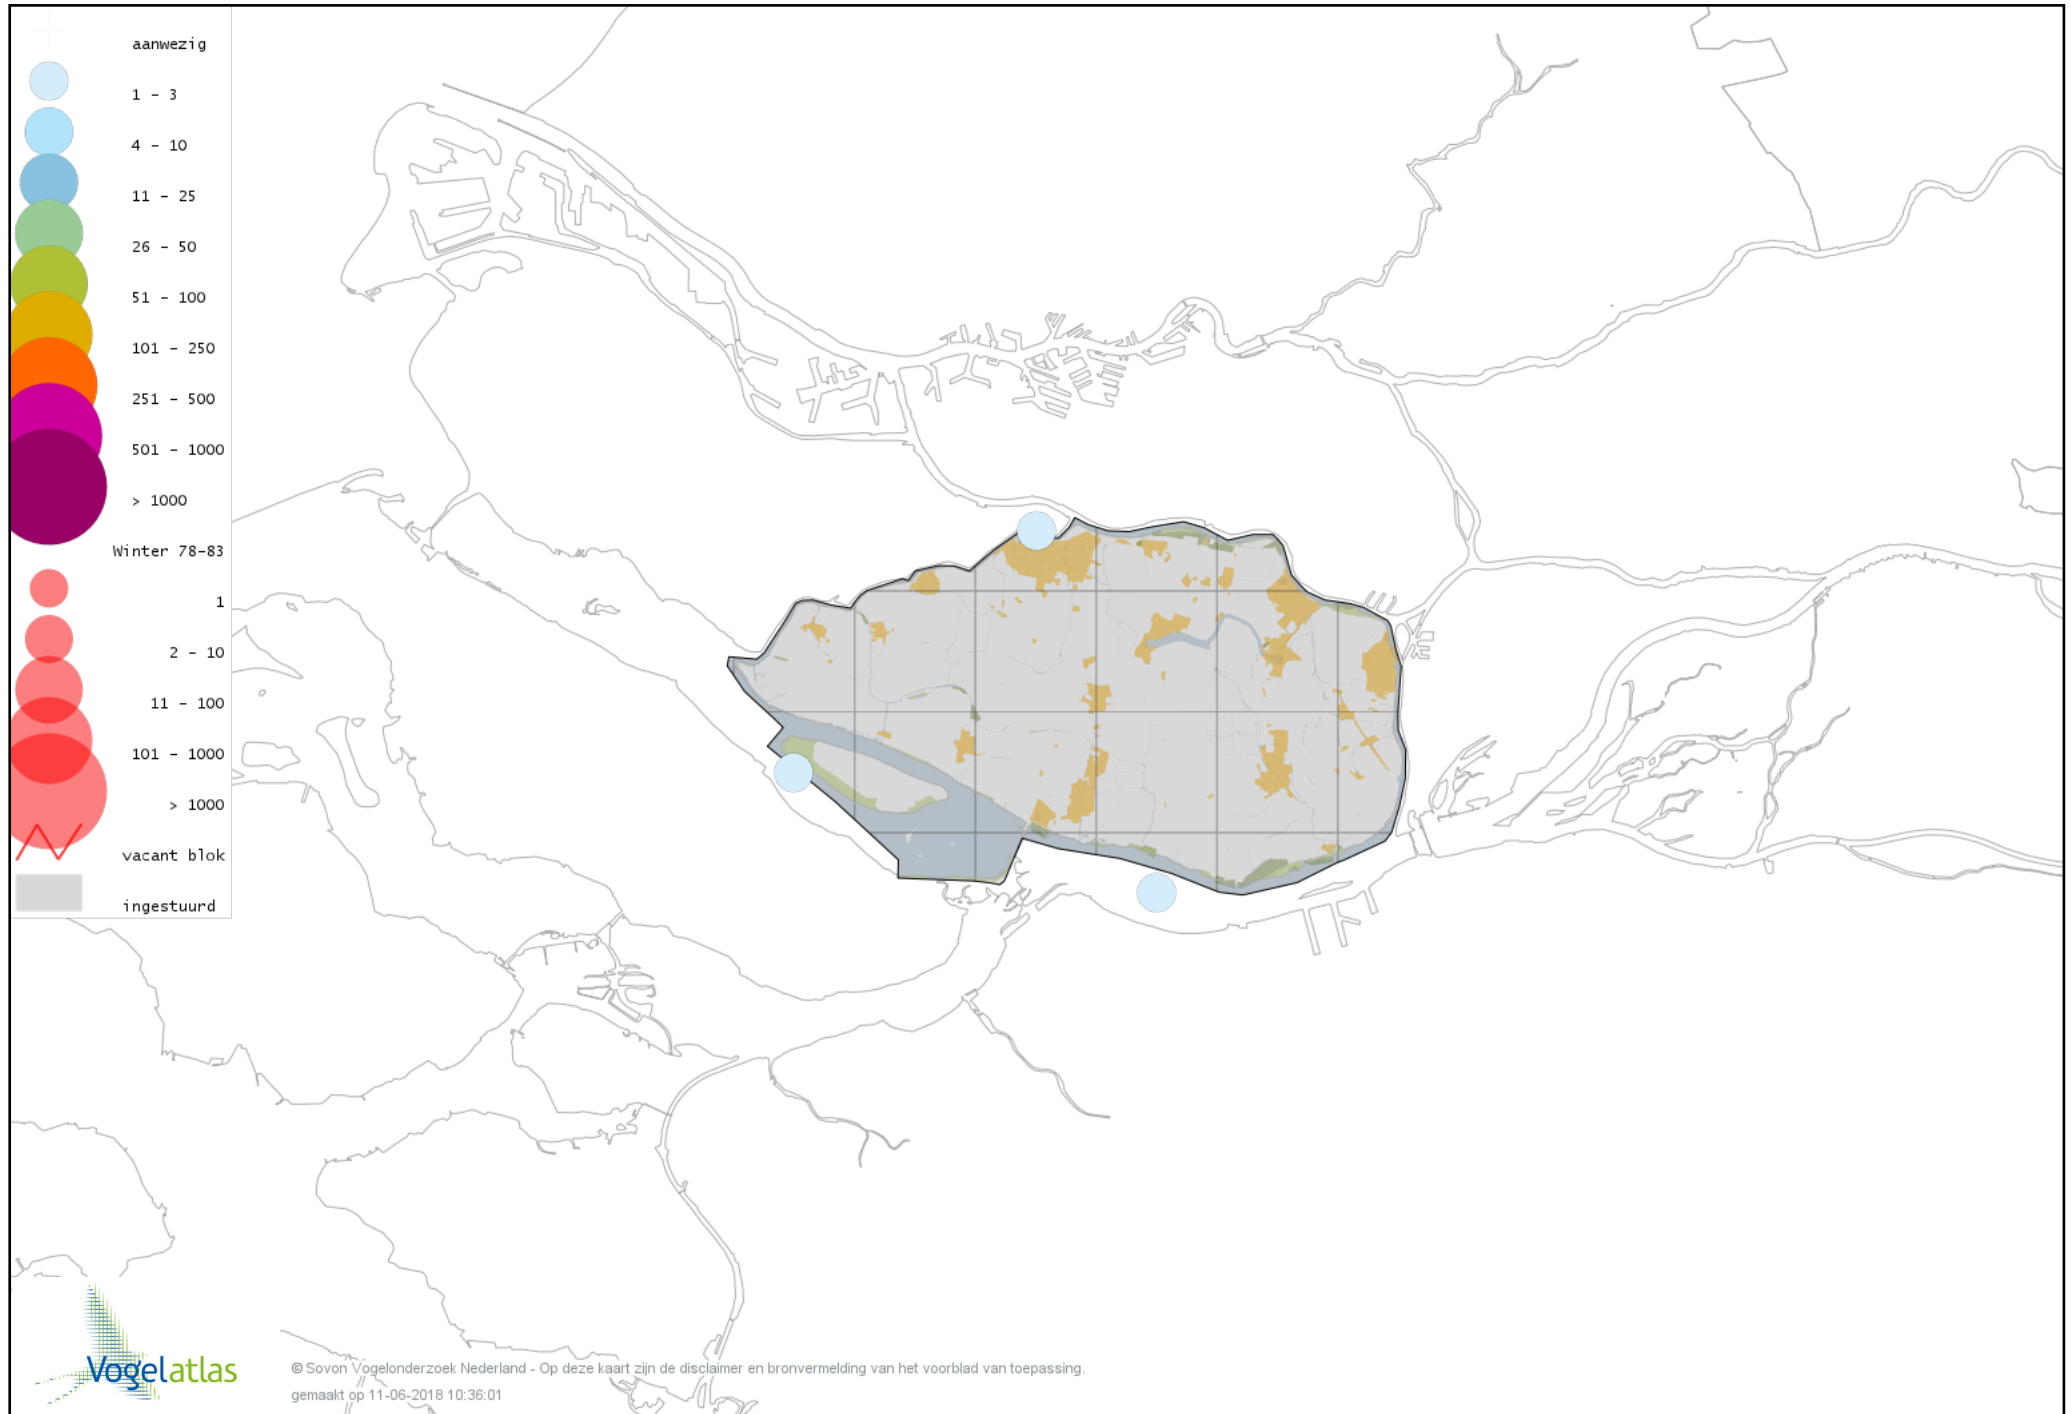 aanwezig
1 - 3
4 - 10
11 - 25
26 - 50
51 - 100
101 - 250
251 - 500
501 - 1000
> 1000
Winter 78-83
1
2 - 10
11 - 100
101 - 1000
> 1000
vacant blok
ingestuurd
Vogelatlas
© Sovon Vogelonderzoek Nederland - Op deze kaart zijn de disclaimer en bronvermelding van het voorblad van toepassing.
gemaakt op 11-06-2018 10:36:01